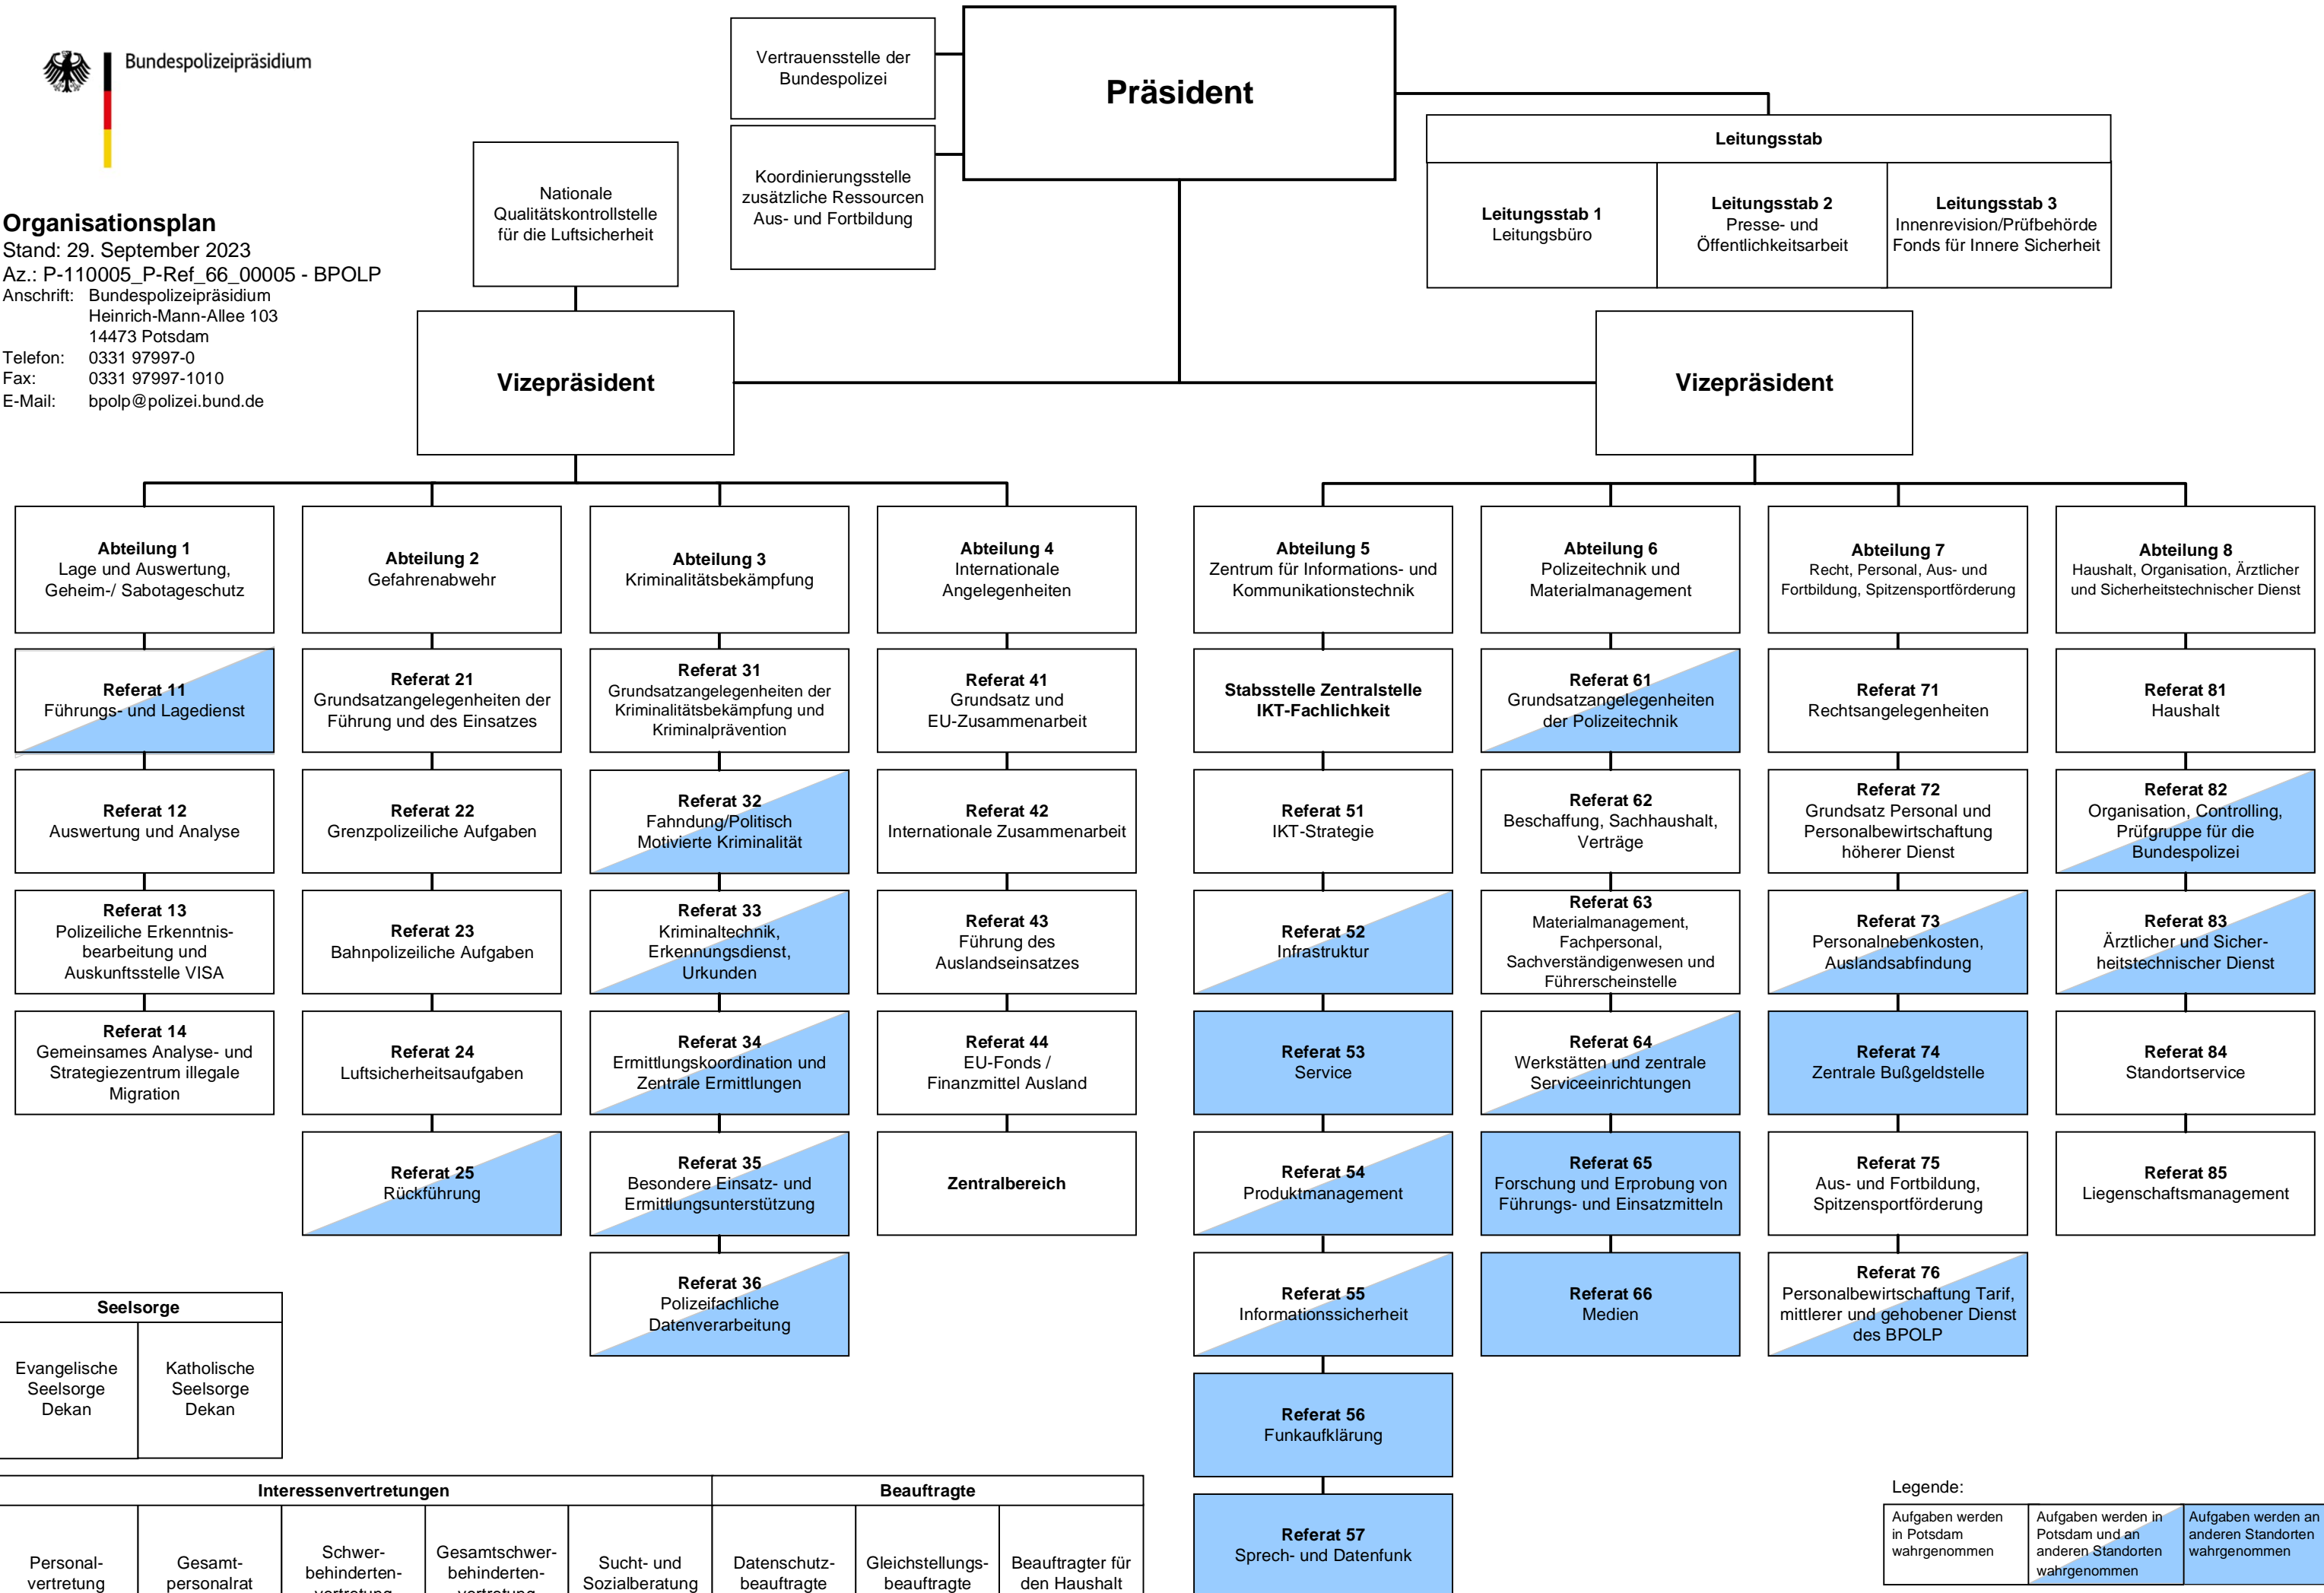 Bundespolizeipräsidium
Organisationsplan
Stand: 29. September 2023
Az.: P-110005_P-Ref_66_00005 - BPOLP
Anschrift: Bundespolizeipräsidium
Heinrich-Mann-Allee 103
14473 Potsdam
Telefon: 0331 97997-0
Fax: 0331 97997-1010
E-Mail: bpolp@polizei.bund.de
Vertrauensstelle der
Bundespolizei
Koordinierungsstelle
zusätzliche Ressourcen
Aus- und Fortbildung
Präsident
Leitungsstab
Leitungsstab 1
Leitungsbüro
Leitungsstab 2
Presse- und
Öffentlichkeitsarbeit
Leitungsstab 3
Innenrevision/Prüfbehörde
Fonds für Innere Sicherheit
Nationale
Qualitätskontrollstelle
für die Luftsicherheit
Vizepräsident
Vizepräsident
Abteilung 1
Lage und Auswertung,
Geheim-/ Sabotageschutz
Referat 11
Führungs- und Lagedienst
Referat 12
Auswertung und Analyse
Referat 13
Polizeiliche Erkenntnis-
bearbeitung und
Auskunftsstelle VISA
Referat 14
Gemeinsames Analyse- und
Strategiezentrum illegale
Migration
Abteilung 2
Gefahrenabwehr
Referat 21
Grundsatzangelegenheiten der
Führung und des Einsatzes
Referat 22
Grenzpolizeiliche Aufgaben
Referat 23
Bahnpolizeiliche Aufgaben
Referat 24
Luftsicherheitsaufgaben
Referat 25
Rückführung
Abteilung 3
Kriminalitätsbekämpfung
Referat 31
Grundsatzangelegenheiten der
Kriminalitätsbekämpfung und
Kriminalprävention
Referat 32
Fahndung/Politisch
Motivierte Kriminalität
Referat 33
Kriminaltechnik,
Erkennungsdienst,
Urkunden
Referat 34
Ermittlungskoordination und
Zentrale Ermittlungen
Referat 35
Besondere Einsatz- und
Ermittlungsunterstützung
Referat 36
Polizeifachliche
Datenverarbeitung
Abteilung 4
Internationale
Angelegenheiten
Referat 41
Grundsatz und
EU-Zusammenarbeit
Referat 42
Internationale Zusammenarbeit
Referat 43
Führung des
Auslandseinsatzes
Referat 44
EU-Fonds /
Finanzmittel Ausland
Zentralbereich
Abteilung 5
Zentrum für Informations- und
Kommunikationstechnik
Stabsstelle Zentralstelle
IKT-Fachlichkeit
Referat 51
IKT-Strategie
Referat 52
Infrastruktur
Referat 53
Service
Referat 54
Produktmanagement
Referat 55
Informationssicherheit
Referat 56
Funkaufklärung
Referat 57
Sprech- und Datenfunk
Abteilung 6
Polizeitechnik und
Materialmanagement
Referat 61
Grundsatzangelegenheiten
der Polizeitechnik
Referat 62
Beschaffung, Sachhaushalt,
Verträge
Referat 63
Materialmanagement,
Fachpersonal,
Sachverständigenwesen und
Führerscheinstelle
Referat 64
Werkstätten und zentrale
Serviceeinrichtungen
Referat 65
Forschung und Erprobung von
Führungs- und Einsatzmitteln
Referat 66
Medien
Abteilung 7
Recht, Personal, Aus- und
Fortbildung, Spitzensportförderung
Referat 71
Rechtsangelegenheiten
Referat 72
Grundsatz Personal und
Personalbewirtschaftung
höherer Dienst
Referat 73
Personalnebenkosten,
Auslandsabfindung
Referat 74
Zentrale Bußgeldstelle
Referat 75
Aus- und Fortbildung,
Spitzensportförderung
Referat 76
Personalbewirtschaftung Tarif,
mittlerer und gehobener Dienst
des BPOLP
Abteilung 8
Haushalt, Organisation, Ärztlicher
und Sicherheitstechnischer Dienst
Referat 81
Haushalt
Referat 82
Organisation, Controlling,
Prüfgruppe für die
Bundespolizei
Referat 83
Ärztlicher und Sicher-
heitstechnischer Dienst
Referat 84
Standortservice
Referat 85
Liegenschaftsmanagement
Seelsorge
Evangelische
Seelsorge
Dekan
Katholische
Seelsorge
Dekan
Interessenvertretungen
Personal-
vertretung
Gesamt-
personalrat
Schwer-
behinderten-
vertretung
Gesamtschwer-
behinderten-
vertretung
Sucht- und
Sozialberatung
Beauftragte
Datenschutz-
beauftragte
Gleichstellungs-
beauftragte
Beauftragter für
den Haushalt
Legende:
Aufgaben werden
in Potsdam
wahrgenommen
Aufgaben werden in
Potsdam und an
anderen Standorten
wahrgenommen
Aufgaben werden an
anderen Standorten
wahrgenommen